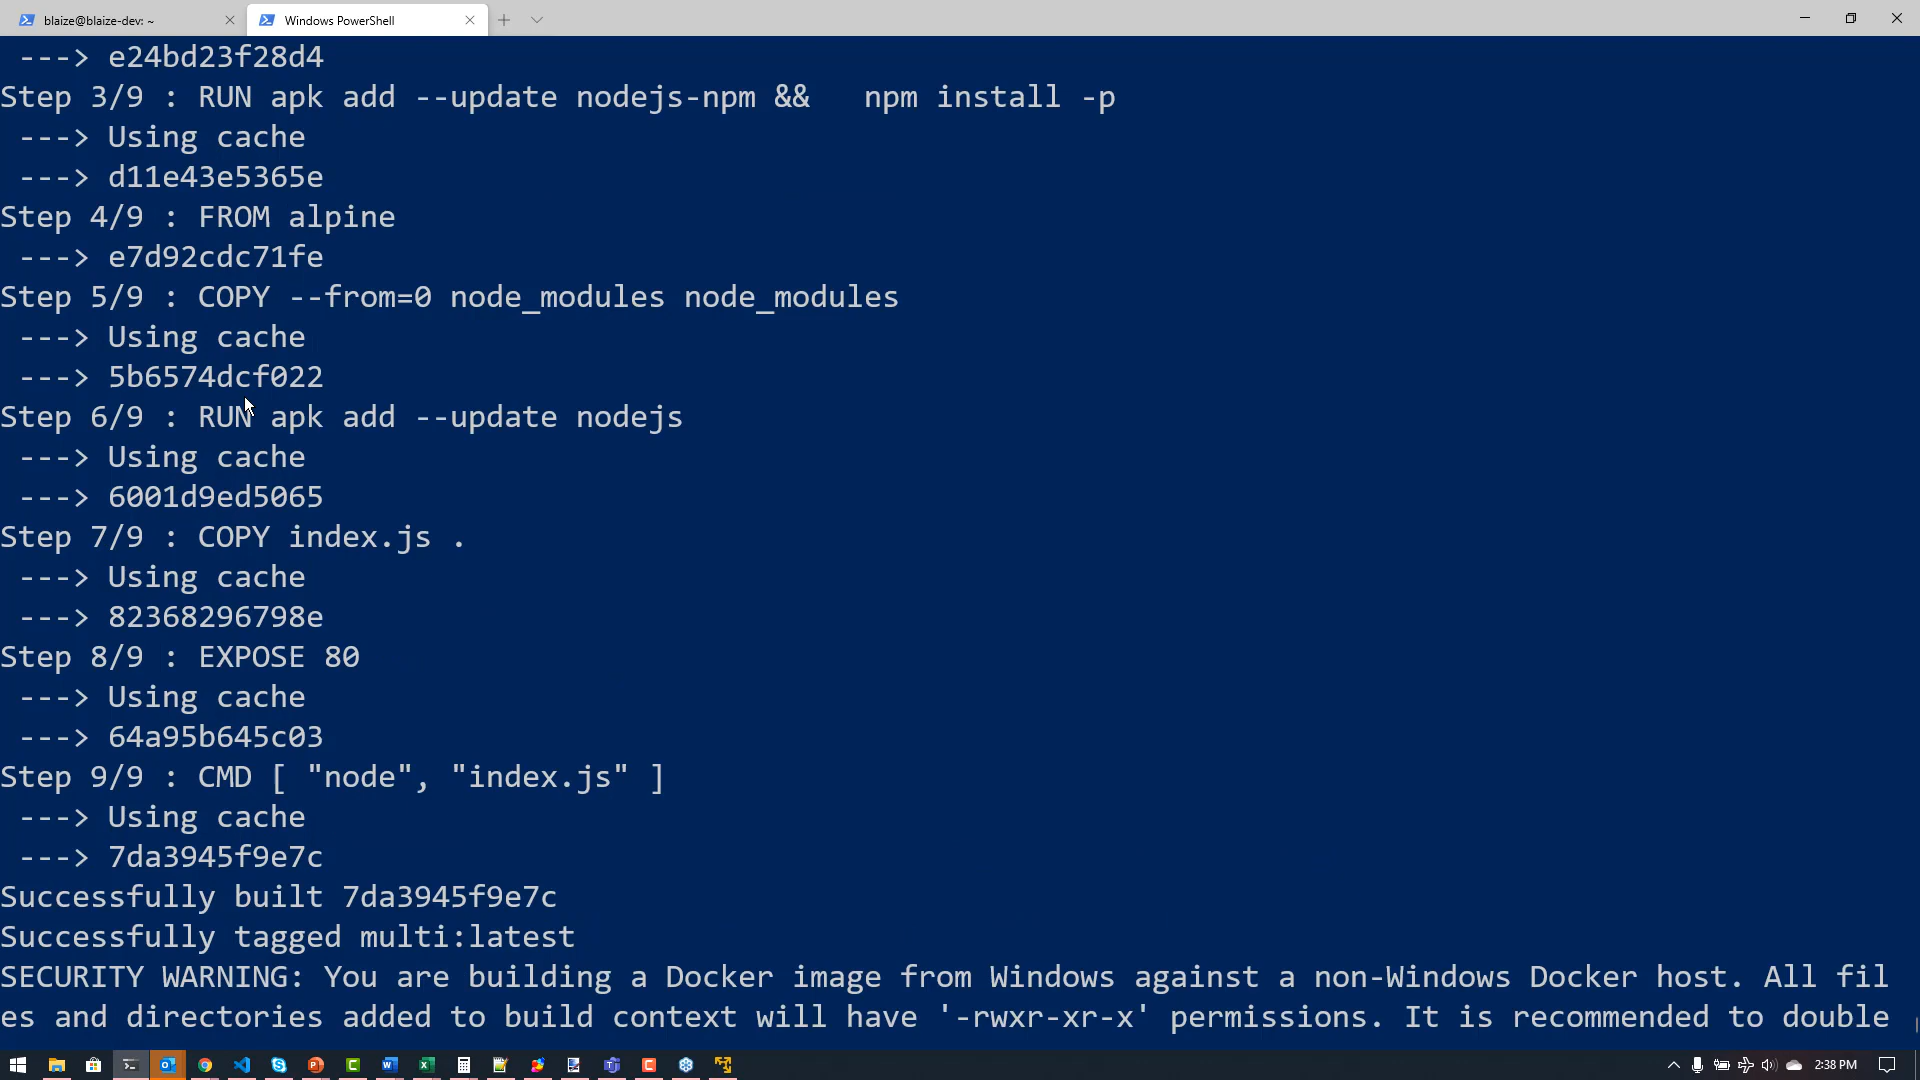 blaize@blaize-dev: ~
Windows PowerShell
---> e24bd23f28d4
Step 3/9 : RUN apk add --update nodejs-npm &&   npm install -p
---> Using cache
---> d11e43e5365e
Step 4/9 : FROM alpine
---> e7d92cdc71fe
Step 5/9 : COPY --from=0 node_modules node_modules
---> Using cache
---> 5b6574dcf022
Step 6/9 : RUN apk add --update nodejs
---> Using cache
---> 6001d9ed5065
Step 7/9 : COPY index.js .
---> Using cache
---> 82368296798e
Step 8/9 : EXPOSE 80
---> Using cache
---> 64a95b645c03
Step 9/9 : CMD [ "node", "index.js" ]
---> Using cache
---> 7da3945f9e7c
Successfully built 7da3945f9e7c
Successfully tagged multi:latest
SECURITY WARNING: You are building a Docker image from Windows against a non-Windows Docker host. All fil
es and directories added to build context will have '-rwxr-xr-x' permissions. It is recommended to double
2:38 PM